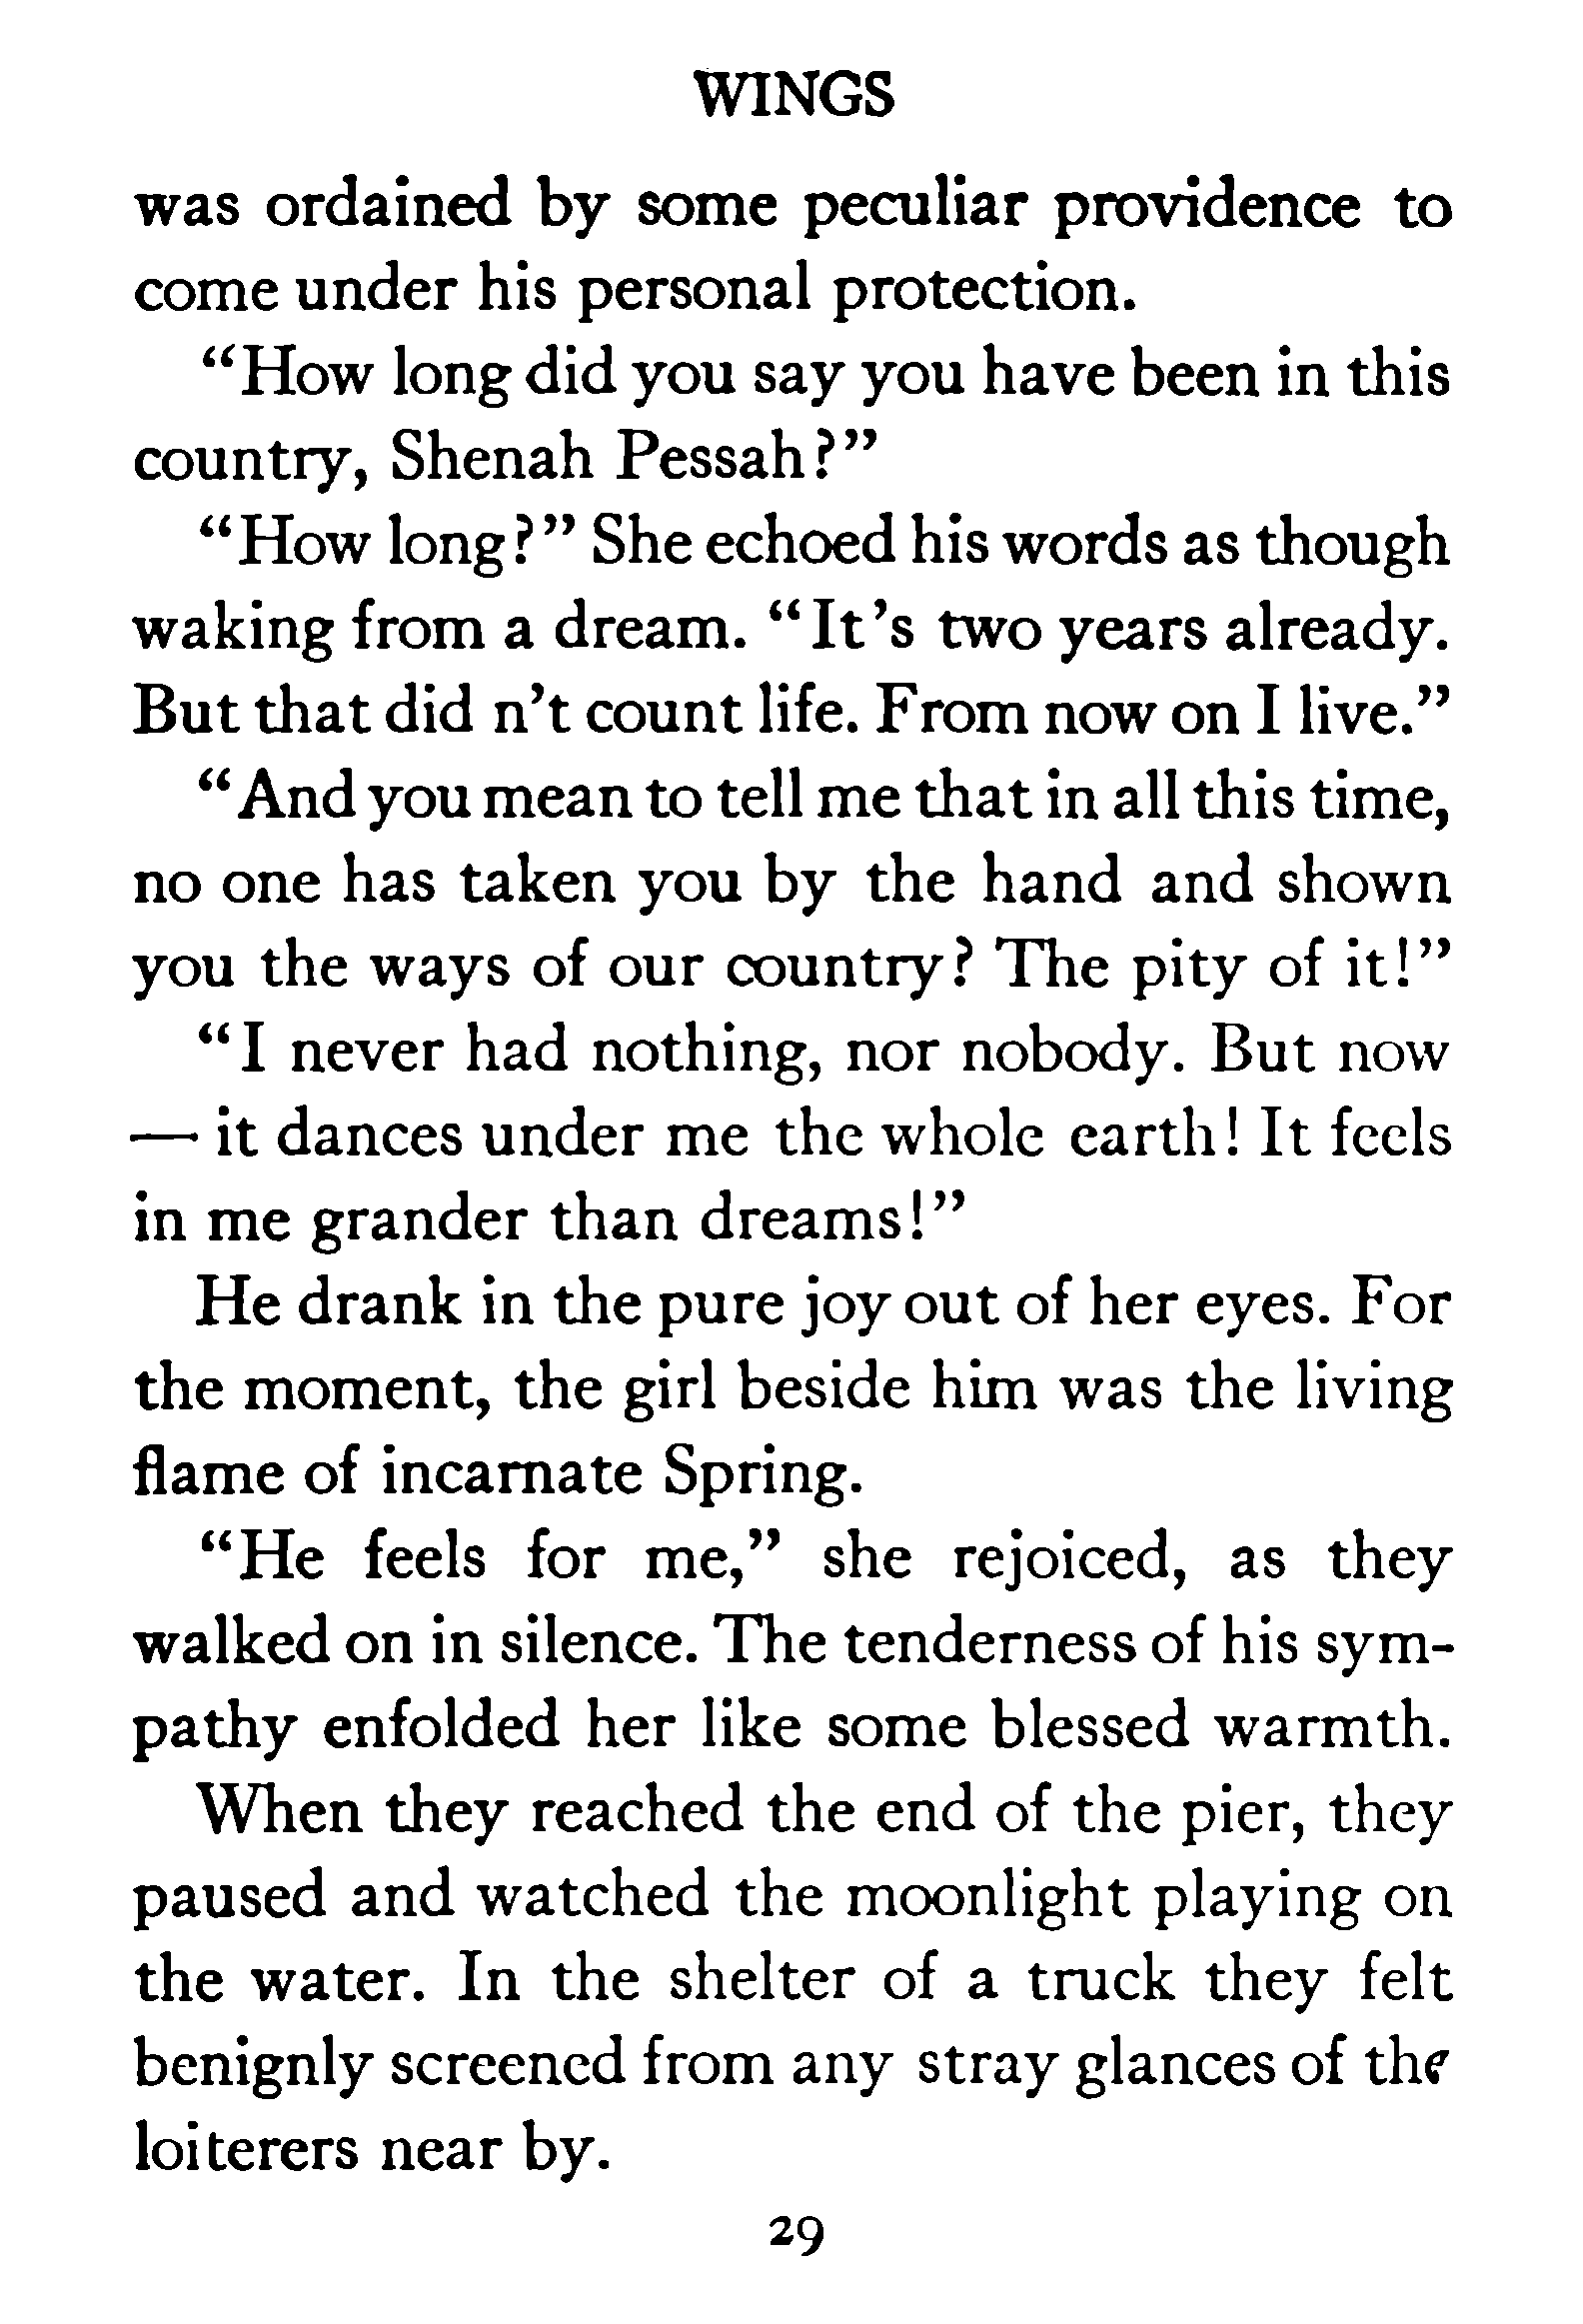 WINGS
was ordained by some peculiar providence to
come under his personal protection.
“How long did you say you have been in this
country, Shenah Pessah?”
“How long?” She echoed his words as though
waking from a dream. “It’s two years already.
But that did n’t count life. From now on I live.”
“And you mean to tell me that in all this time,
no one has taken you by the hand and shown
you the ways of our country? The pity of it!”
“I never had nothing, nor nobody. But now
— it dances under me the whole earth! It feels
in me grander than dreams!”
He drank in the pure joy out of her eyes. For
the moment, the girl beside him was the living
flame of incarnate Spring.
“He feels for me,” she rejoiced, as they
walked on in silence. The tenderness of his sym-
pathy enfolded her like some blessed warmth.
When they reached the end of the pier, they
paused and watched the moonlight playing on
the water. In the shelter of a truck they felt
benignly screened from any stray glances of the
loiterers near by.
29